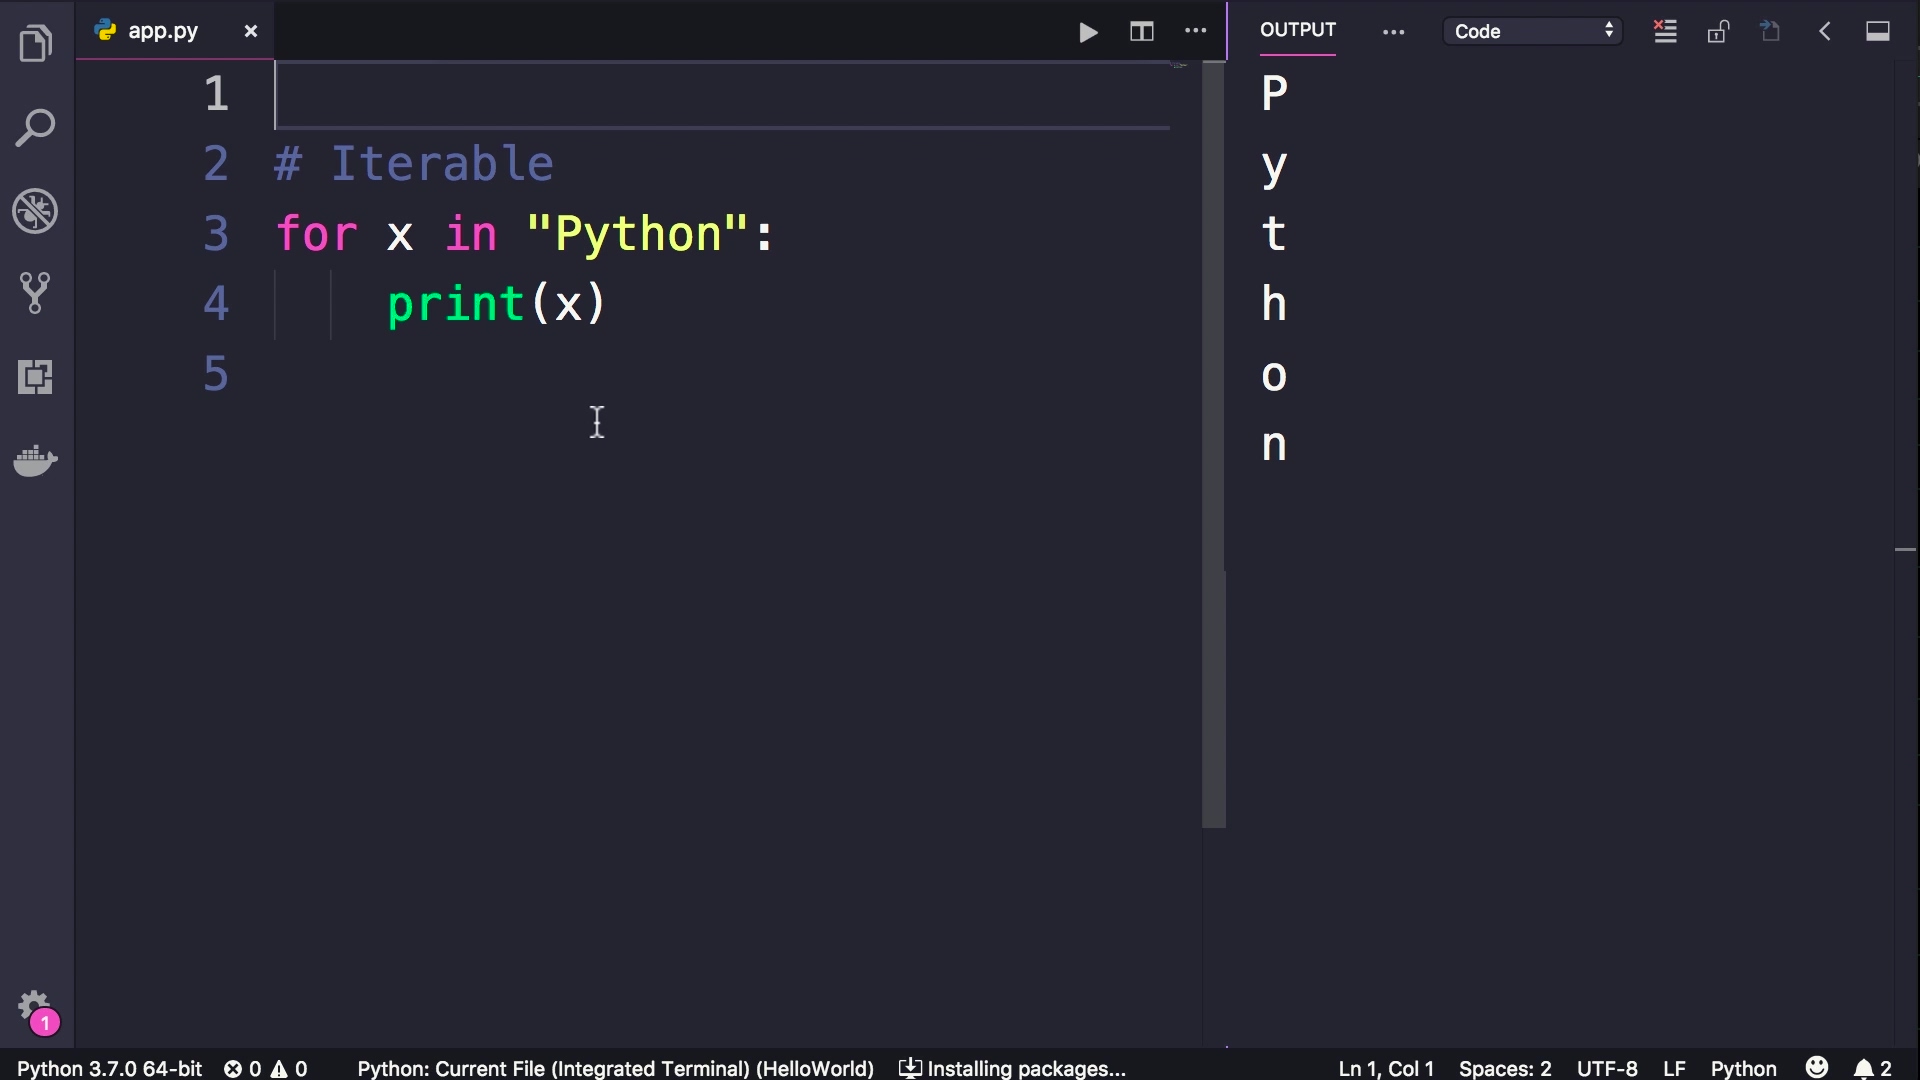 app.py
OUTPUT
Code
1
2 # Iterable
3 for x in "Python":
4     print(x)
5
P
y
t
h
o
n
1
Python 3.7.0 64-bit 0 0 Python: Current File (Integrated Terminal) (HelloWorld) Installing packages... Ln 1, Col 1 Spaces: 2 UTF-8 LF Python 2